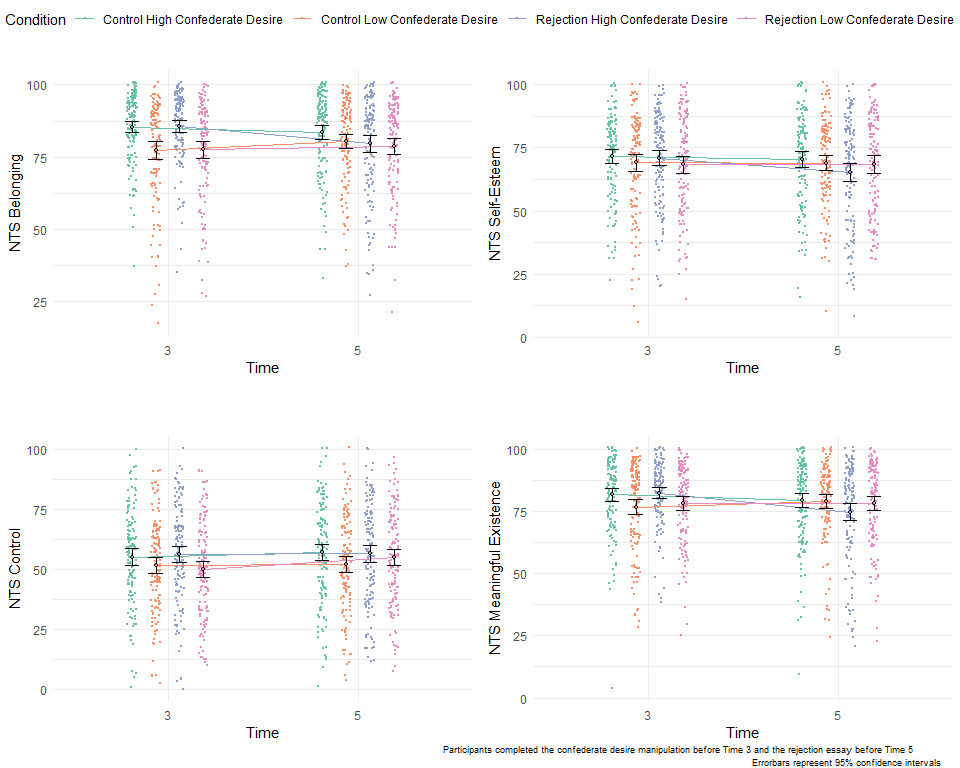 Condition Control High Confederate Desire Control Low Confederate Desire Rejection High Confederate Desire Rejection Low Confederate Desire
NTS Belonging
100
75
50
25
3 5
Time
NTS Self-Esteem
100
75
50
25
0
3 5
Time
NTS Control
100
75
50
25
0
3 5
Time
NTS Meaningful Existence
100
75
50
25
0
3 5
Time
Participants completed the confederate desire manipulation before Time 3 and the rejection essay before Time 5
Errorbars represent 95% confidence intervals